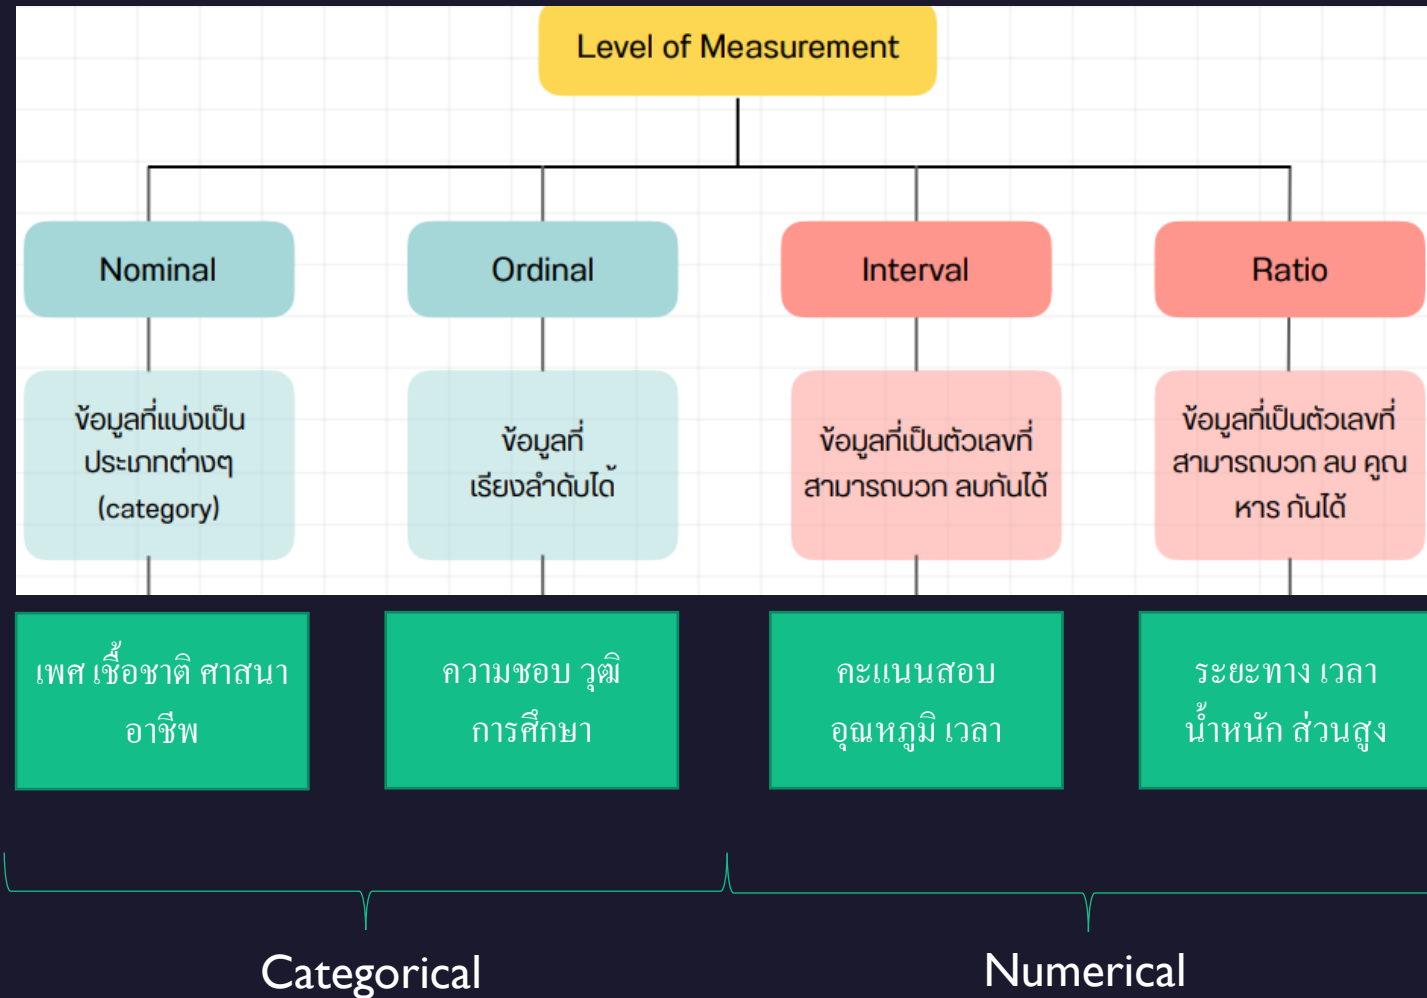 Level of Measurement
Nominal
Ordinal
Interval
Ratio
ข้อมูลที่แบ่งเป็น
ประเภทต่างๆ
(category)
ข้อมูลที่
เรียงลำดับได้
ข้อมูลที่เป็นตัวเลขที่
สามารถบวก ลบกันได้
ข้อมูลที่เป็นตัวเลขที่
สามารถบวก ลบ คูณ
หาร กันได้
เพศ เชื้อชาติ ศาสนา
อาชีพ
ความชอบ วุฒิ
การศึกษา
คะแนนสอบ
อุณหภูมิ เวลา
ระยะทาง เวลา
น้ำหนัก ส่วนสูง
Categorical
Numerical